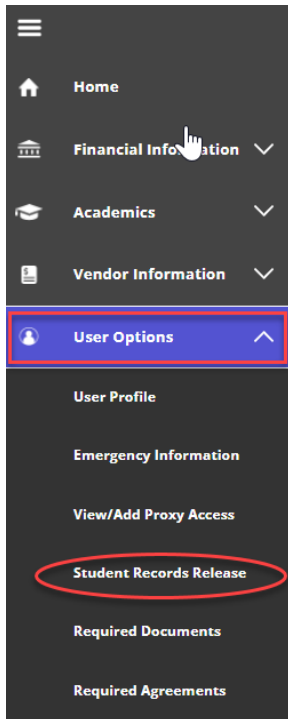 Home
Financial Information
Academics
Vendor Information
User Options
User Profile
Emergency Information
View/Add Proxy Access
Student Records Release
Required Documents
Required Agreements